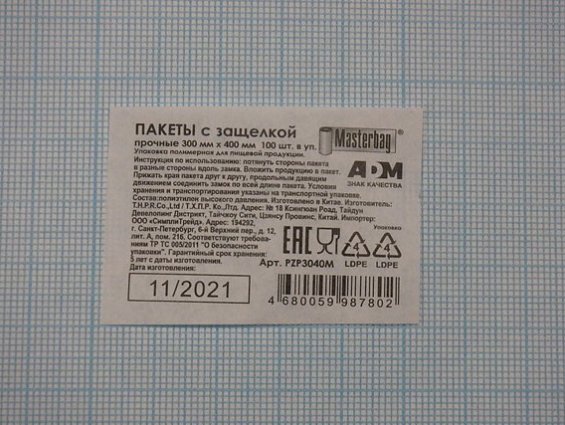 ПАКЕТЫ с защелкой
прочные 300 мм х 400 мм 100 шт. в уп.
Masterbag®
Упаковка полимерная для пищевой продукции.
Инструкция по использованию: потянуть стороны пакета
в разные стороны вдоль замка. Вложить продукцию в пакет.
Прижать края пакета друг к другу, продольным давящим
движением соединить замок по всей длине пакета. Условия
хранения и транспортирования указаны на транспортной упаковке.
ADM
ЗНАК КАЧЕСТВА
Состав:полиэтилен высокого давления. Изготовлено в Китае. Изготовитель:
T.H.P.R.Co.,Ltd / Т.Х.П.Р. Ко.,Лтд. Адрес: № 18 Ксингюан Роад, Тайдун
Девелопинг Дистрикт, Тайчжоу Сити, Цзянсу Провинс, Китай. Импортер:
ООО «СимплиТрейд», Адрес: 194292,
г. Санкт-Петербург, 6-й Верхний пер., д. 12,
лит. А, пом. 215. Соответствует требова-
ниям ТР ТС 005/2011 "О безопасности
упаковки". Гарантийный срок хранения:
5 лет с даты изготовления.
Дата изготовления:
11/2021
EAC
Упаковка
4
LDPE
4
LDPE
Арт. PZP3040M
4 680059 987802